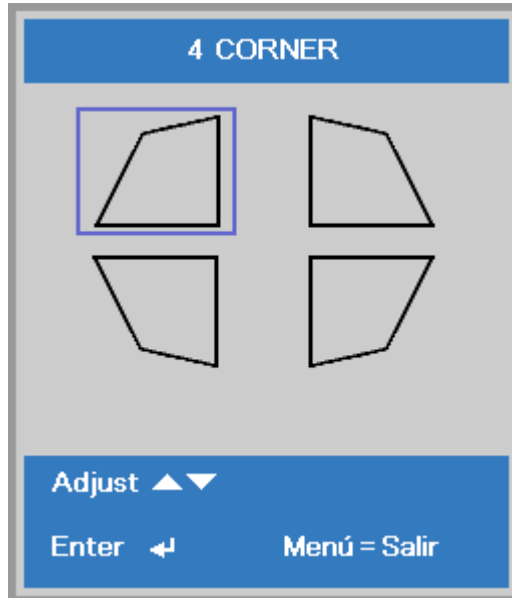 4 CORNER
Adjust ▲▼
Enter ↵
Menú = Salir